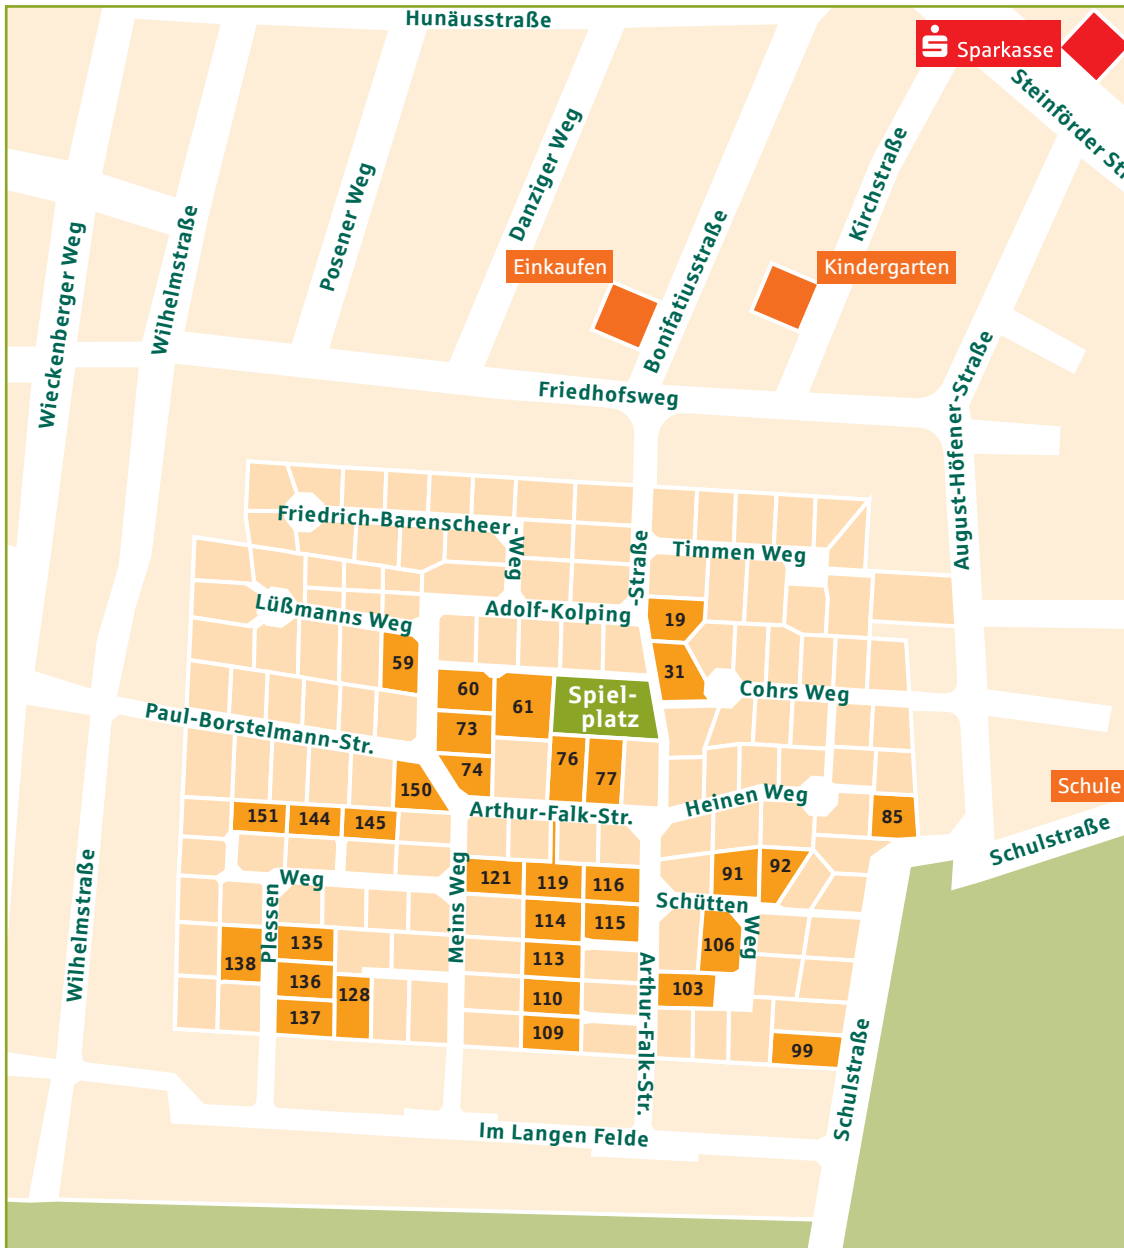 Hunäusstraße
Sparkasse
Steinförder Str
Wieckenberger Weg
Wilhelmstraße
Posener Weg
Danziger Weg
Bonifatiusstraße
Kirchstraße
Einkaufen
Kindergarten
Friedhofsweg
August-Höfener-Straße
Friedrich-Barenscheer-Weg
Timmen Weg
Lüßmanns Weg
Adolf-Kolping-Straße
19
59
31
60
61
Spiel-
platz
Cohrs Weg
Paul-Borstelmann-Str.
73
74
76
77
150
Heinen Weg
Schule
151
144
145
Arthur-Falk-Str.
85
Schulstraße
Wilhelmstraße
Plessen Weg
Meins Weg
121
119
116
91
92
Schütten Weg
114
115
106
138
135
113
136
128
110
103
137
109
Arthur-Falk-Str.
99
Schulstraße
Im Langen Felde